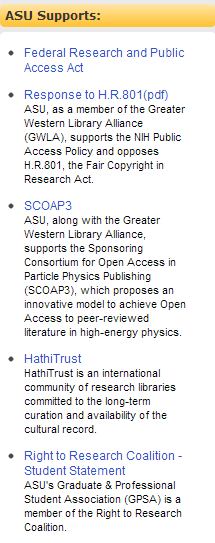 ASU Supports:
Federal Research and Public
Access Act
Response to H.R.801(pdf)
ASU, as a member of the Greater
Western Library Alliance
(GWLA), supports the NIH Public
Access Policy and opposes
H.R.801, the Fair Copyright in
Research Act.
SCOAP3
ASU, along with the Greater
Western Library Alliance,
supports the Sponsoring
Consortium for Open Access in
Particle Physics Publishing
(SCOAP3), which proposes an
innovative model to achieve Open
Access to peer-reviewed
literature in high-energy physics.
HathiTrust
HathiTrust is an international
community of research libraries
committed to the long-term
curation and availability of the
cultural record.
Right to Research Coalition -
Student Statement
ASU's Graduate & Professional
Student Association (GPSA) is a
member of the Right to Research
Coalition.